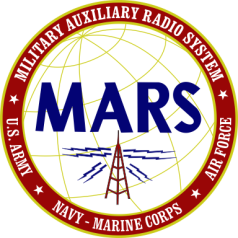 MILITARY AUXILIARY RADIO SYSTEM
MARS
U.S. ARMY
NAVY - MARINE CORPS
AIR FORCE